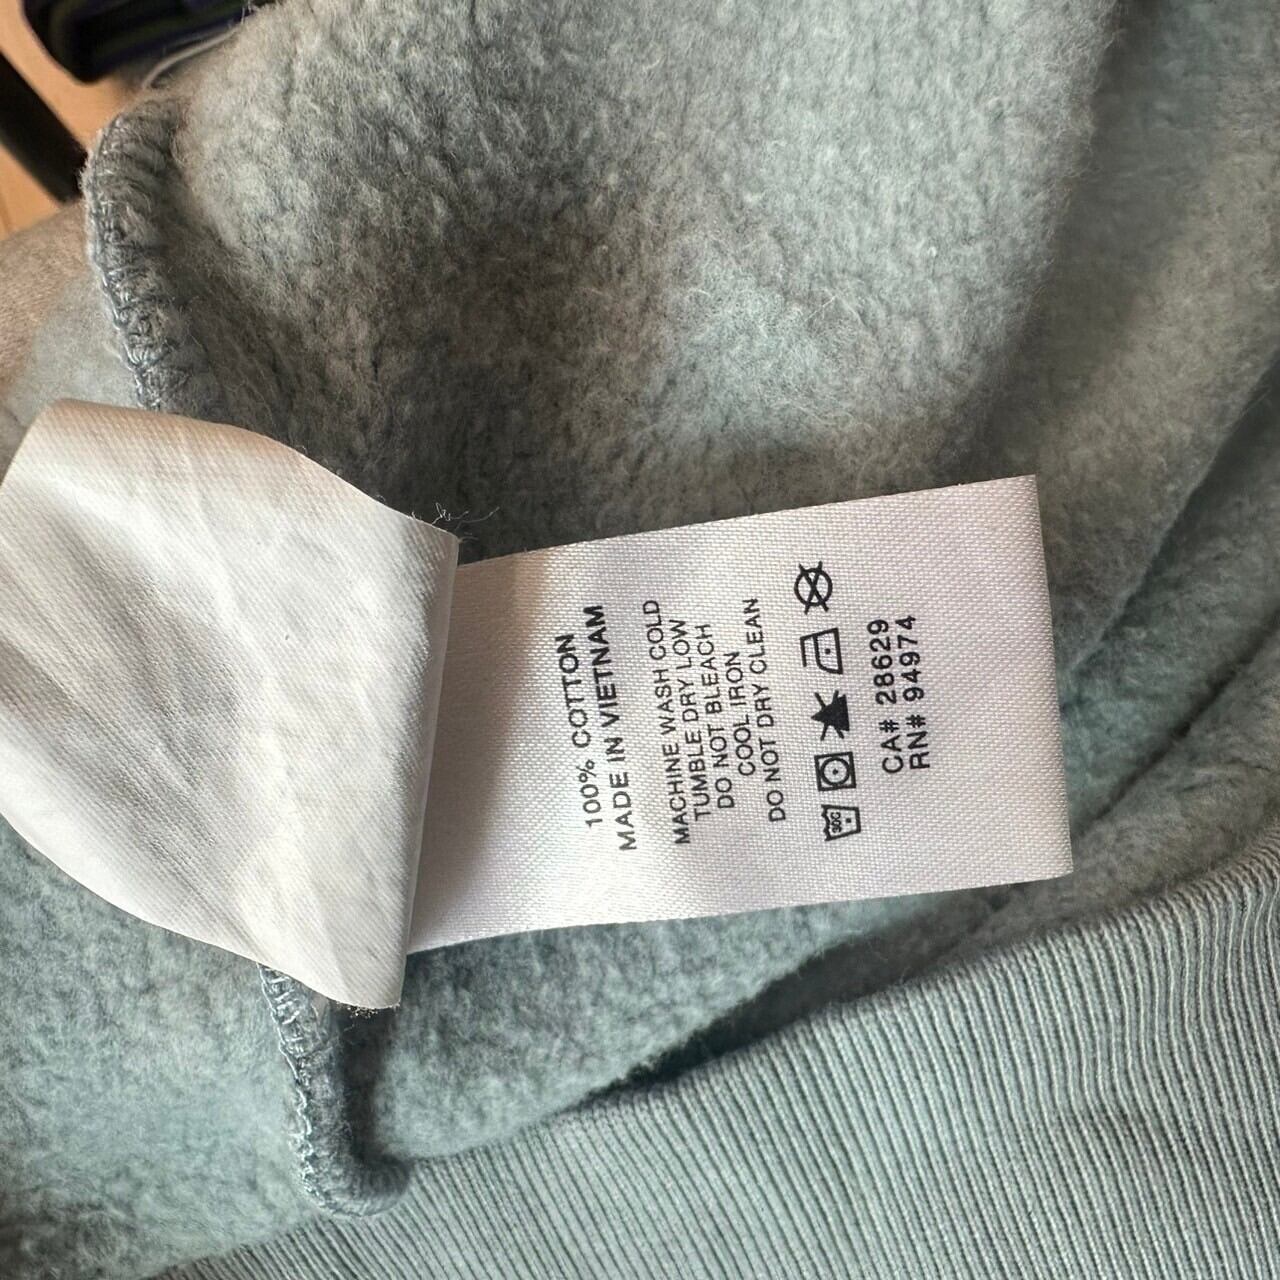 100% COTTON
MADE IN VIETNAM
MACHINE WASH COLD
TUMBLE DRY LOW
DO NOT BLEACH
COOL IRON
DO NOT DRY CLEAN
30C
CA# 28629
RN# 94974